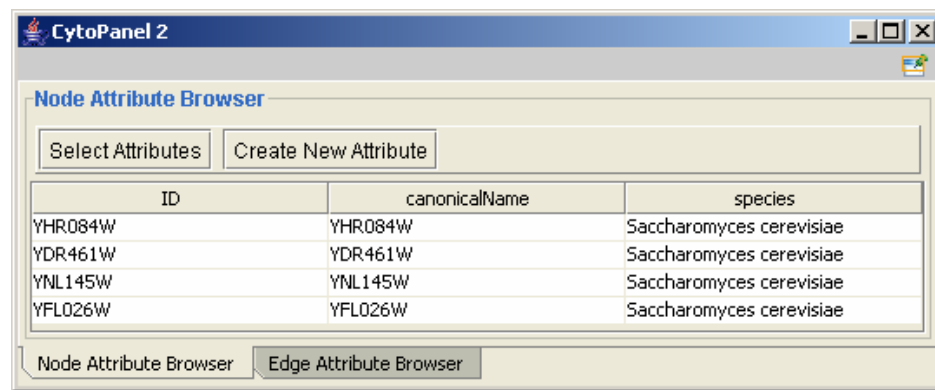 CytoPanel 2
Node Attribute Browser
Select Attributes Create New Attribute
ID canonicalName species
YHR084W YHR084W Saccharomyces cerevisiae
YDR461W YDR461W Saccharomyces cerevisiae
YNL145W YNL145W Saccharomyces cerevisiae
YFL026W YFL026W Saccharomyces cerevisiae
Node Attribute Browser Edge Attribute Browser